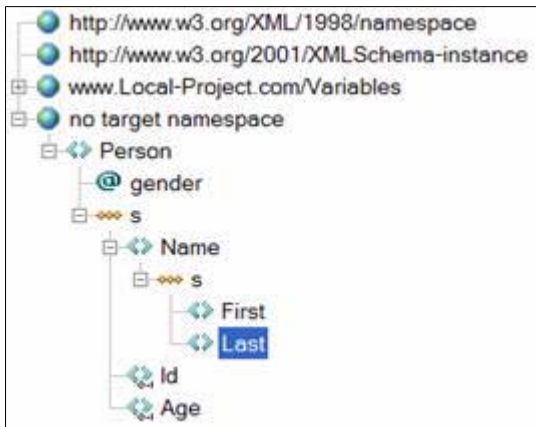 http://www.w3.org/XML/1998/namespace
http://www.w3.org/2001/XMLSchema-instance
www.Local-Project.com/Variables
no target namespace
Person
gender
s
Name
s
First
Last
Id
Age